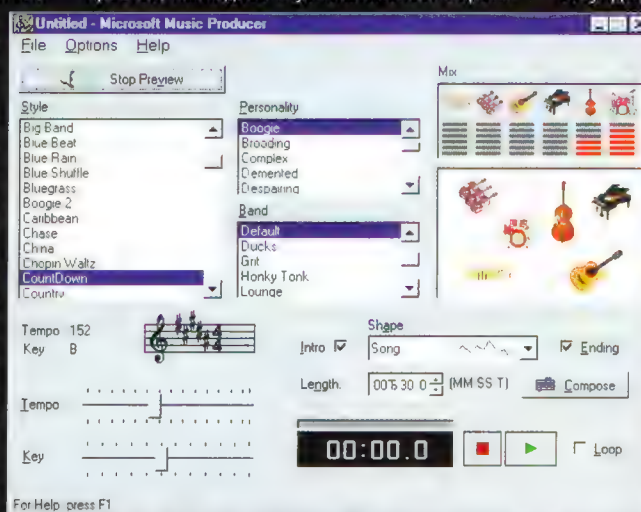 Untitled - Microsoft Music Producer
File Options Help
Stop Preview
Mix
Style
Big Band
Blue Beat
Blue Rain
Blue Shuffle
Bluegrass
Boogie 2
Caribbean
Chase
China
Chopin Waltz
CountDown
Country
Personality
Boogie
Brooding
Complex
Demented
Despairing
Band
Default
Ducks
Grit
Honky Tonk
Lounge
Tempo 152
Key B
Intro
Shape
Song
Ending
Length.
(MM SS T)
Compose
Tempo
Key
00:00.0
Loop
For Help press F1